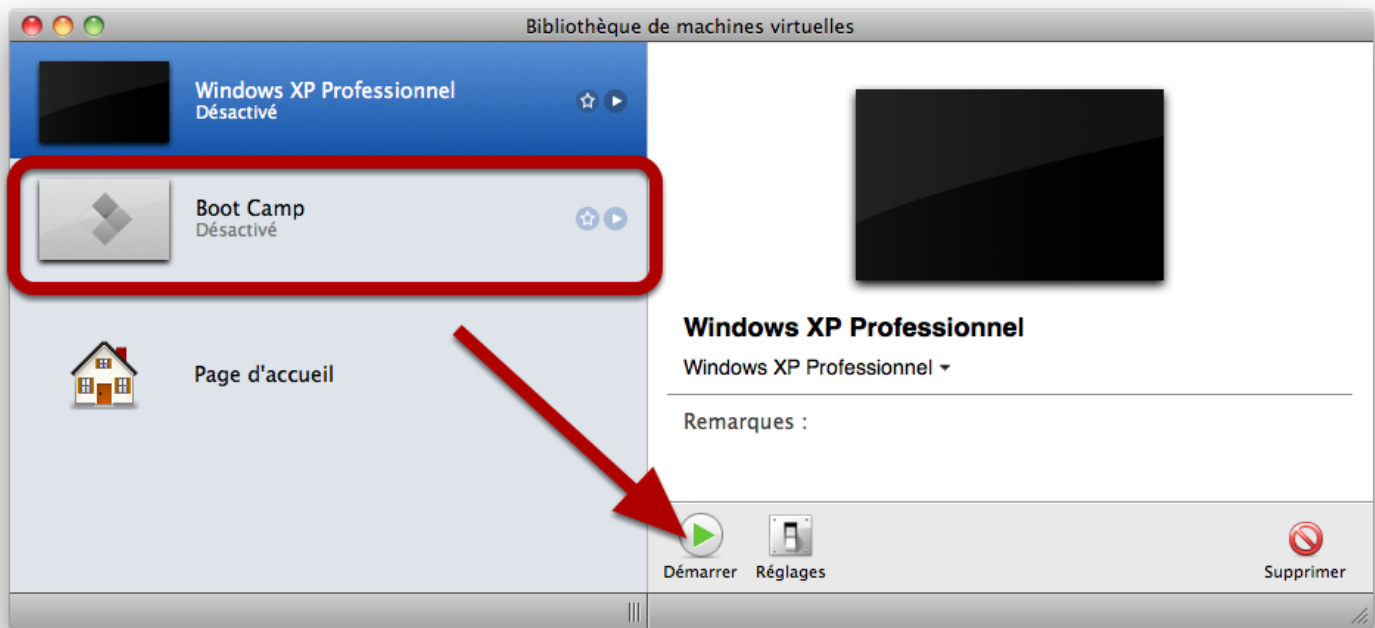 Bibliothèque de machines virtuelles
Windows XP Professionnel
Désactivé
Boot Camp
Désactivé
Page d'accueil
Windows XP Professionnel
Windows XP Professionnel
Remarques :
Démarrer
Réglages
Supprimer